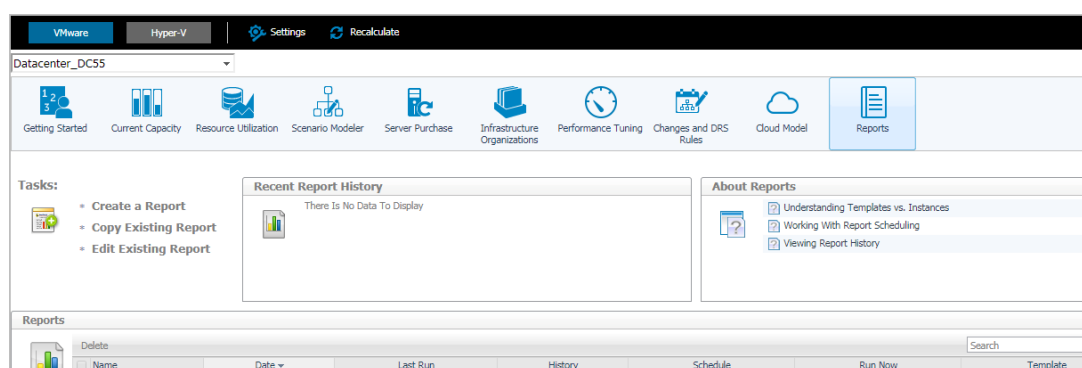 VMware Hyper-V Settings Recalculate
Datacenter_DC55
1 2 3
Getting Started Current Capacity Resource Utilization Scenario Modeler Server Purchase Infrastructure Organizations Performance Tuning Changes and DRS Rules Cloud Model Reports
Tasks:
Create a Report
Copy Existing Report
Edit Existing Report
Recent Report History
There Is No Data To Display
About Reports
Understanding Templates vs. Instances
Working With Report Scheduling
Viewing Report History
Reports
Delete Search
Name Date Last Run History Schedule Run Now Template